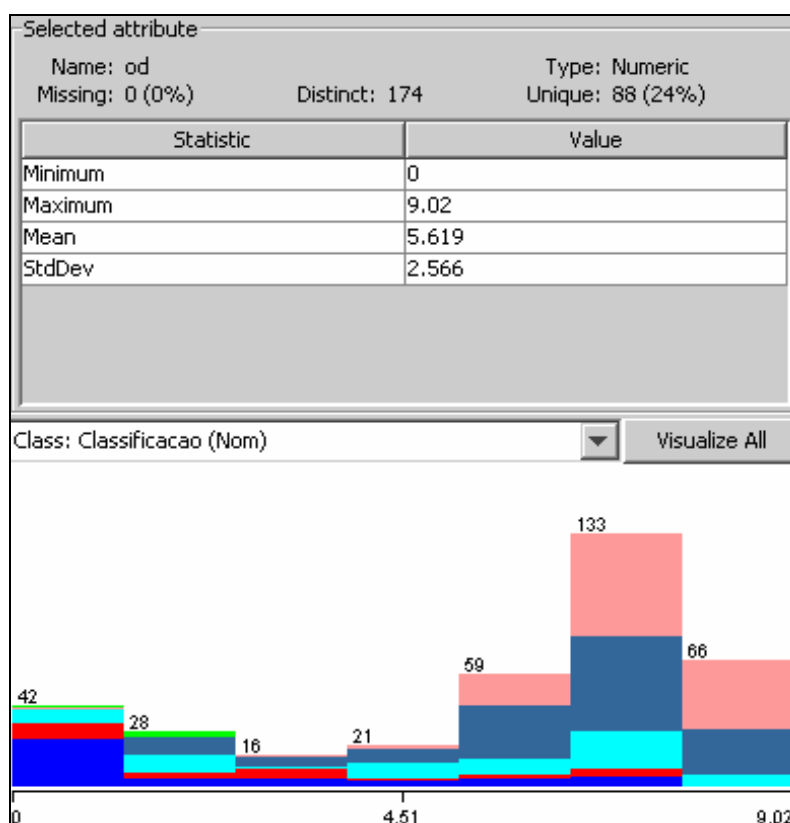 Selected attribute
Name: od Type: Numeric
Missing: 0 (0%) Distinct: 174 Unique: 88 (24%)
Statistic Value
Minimum 0
Maximum 9.02
Mean 5.619
StdDev 2.566
Class: Classificacao (Nom) Visualize All
133
66
59
42
28
21
16
0 4.51 9.02